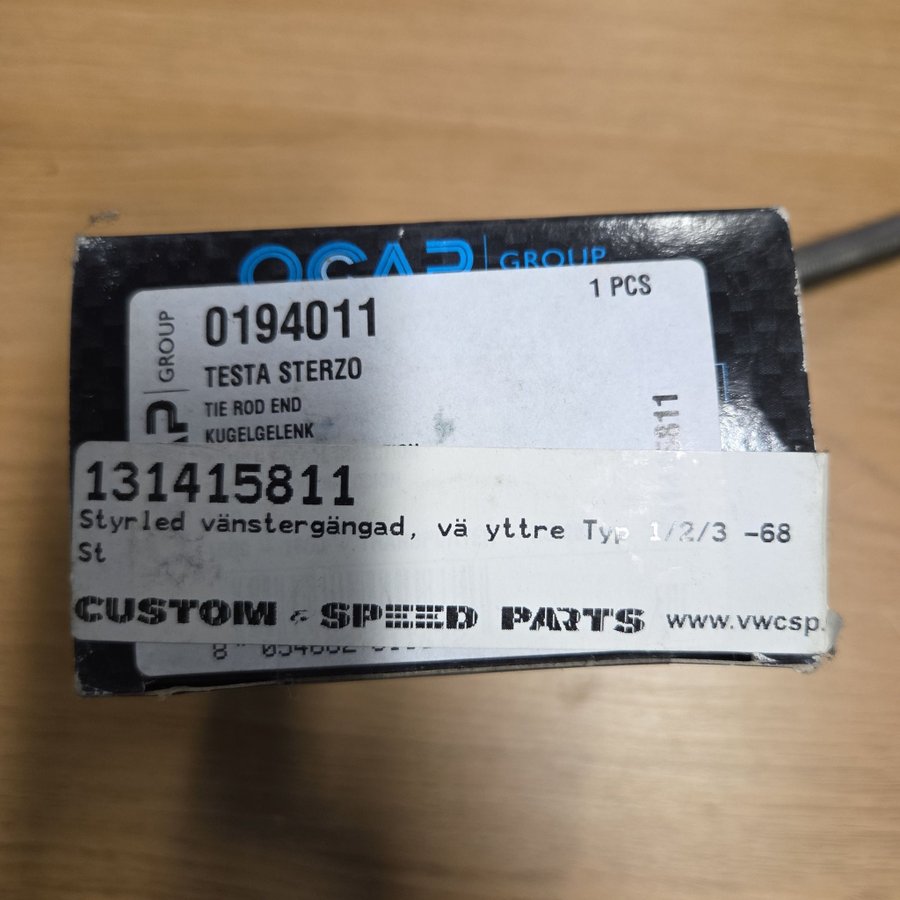 OCAP GROUP
0194011
1 PCS
TESTA STERZO
TIE ROD END
KUGELGELENK
GROUP
131415811
Styrled vänstergängad, vä yttre Typ 1/2/3 -68
St
CUSTOM & SPEED PARTS www.vwcsp.